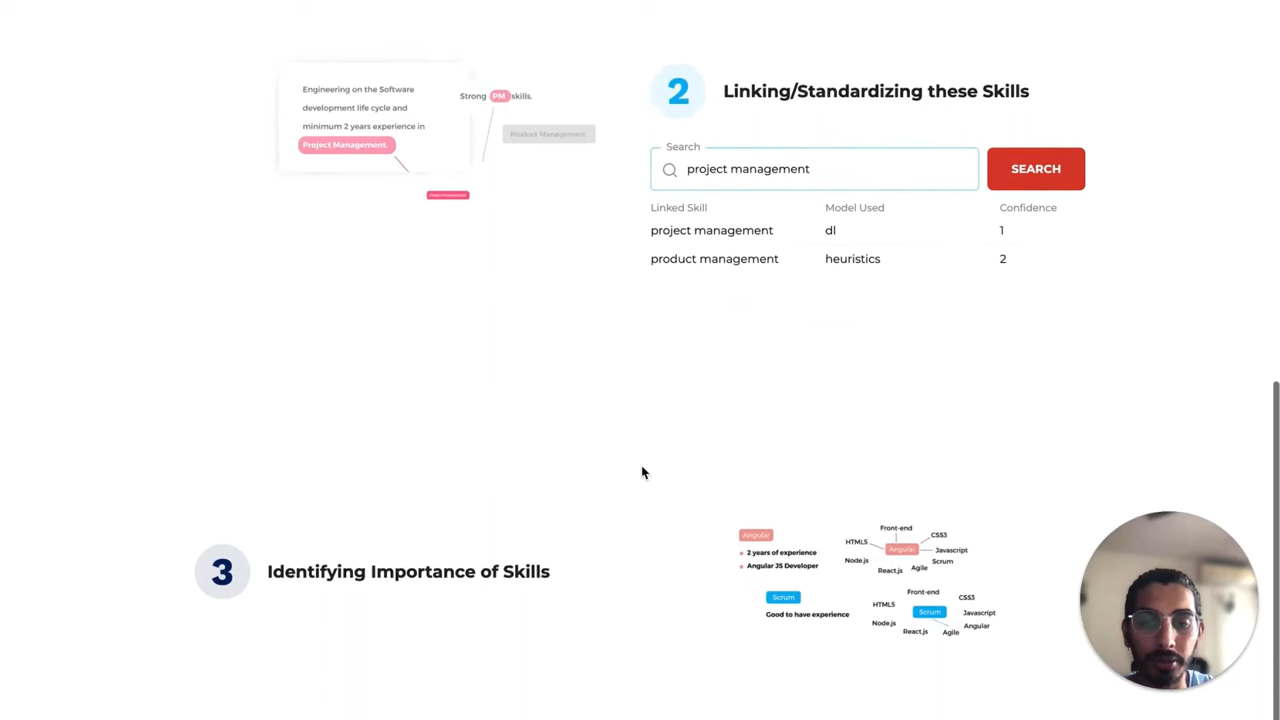 Engineering on the Software
development life cycle and
minimum 2 years experience in
Project Management.
Strong PM skills.
Product Management
2 Linking/Standardizing these Skills
Search
project management
SEARCH
Linked Skill Model Used Confidence
project management dl 1
product management heuristics 2
3 Identifying Importance of Skills
Angular
2 years of experience
Angular JS Developer
Front-end
HTML5
CSS3
Angular
Javascript
Node.js
Scrum
React.js
Agile
Scrum
Good to have experience
Front-end
HTML5
CSS3
Scrum
Javascript
Node.js
Angular
React.js
Agile